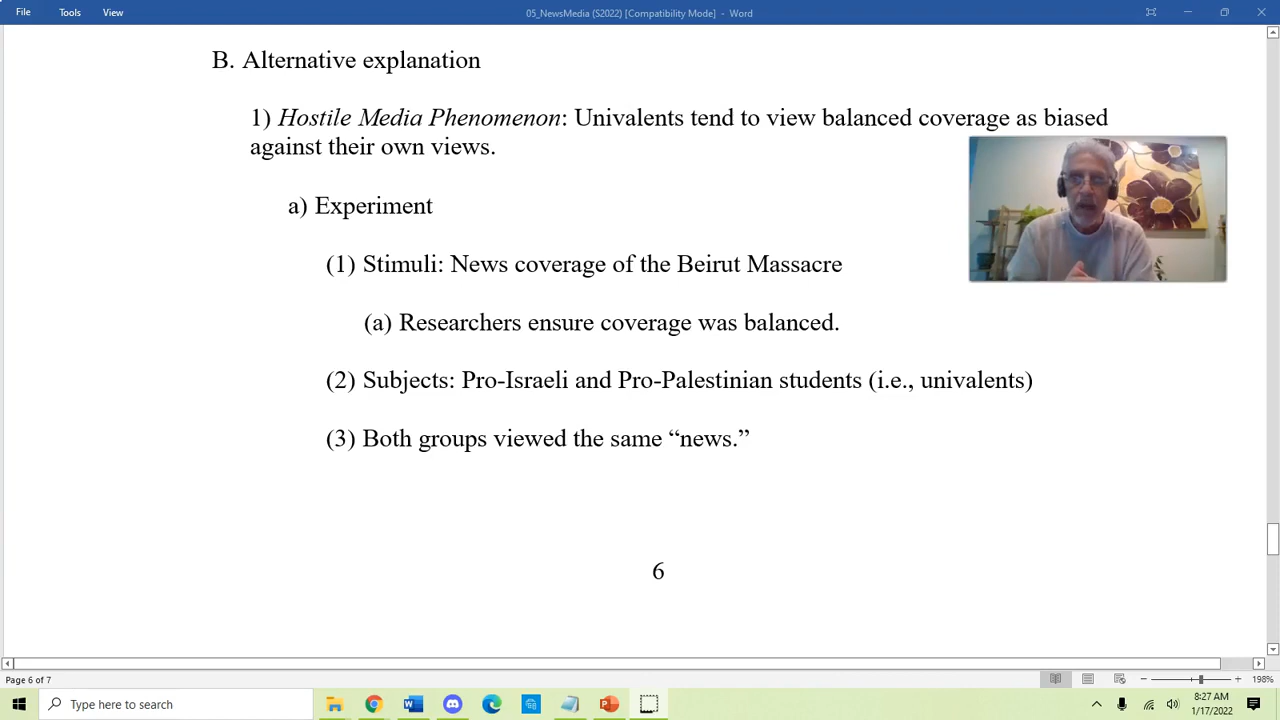 File Tools View 05_NewsMedia (S2022) [Compatibility Mode] - Word
B. Alternative explanation
1) Hostile Media Phenomenon: Univalents tend to view balanced coverage as biased
against their own views.
a) Experiment
(1) Stimuli: News coverage of the Beirut Massacre
(a) Researchers ensure coverage was balanced.
(2) Subjects: Pro-Israeli and Pro-Palestinian students (i.e., univalents)
(3) Both groups viewed the same “news.”
6
Page 6 of 7 198%
Type here to search
8:27 AM
1/17/2022